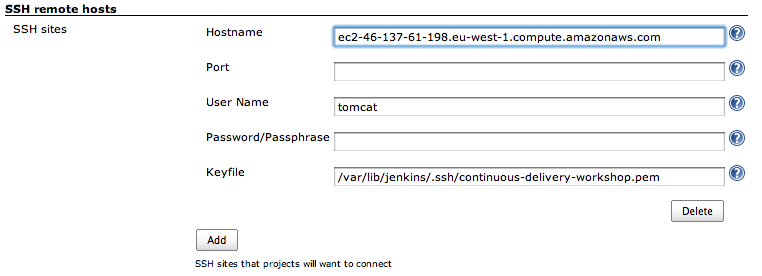 SSH remote hosts
SSH sites
Hostname
ec2-46-137-61-198.eu-west-1.compute.amazonaws.com
?
Port
?
User Name
tomcat
?
Password/Passphrase
?
Keyfile
/var/lib/jenkins/.ssh/continuous-delivery-workshop.pem
?
Delete
Add
SSH sites that projects will want to connect